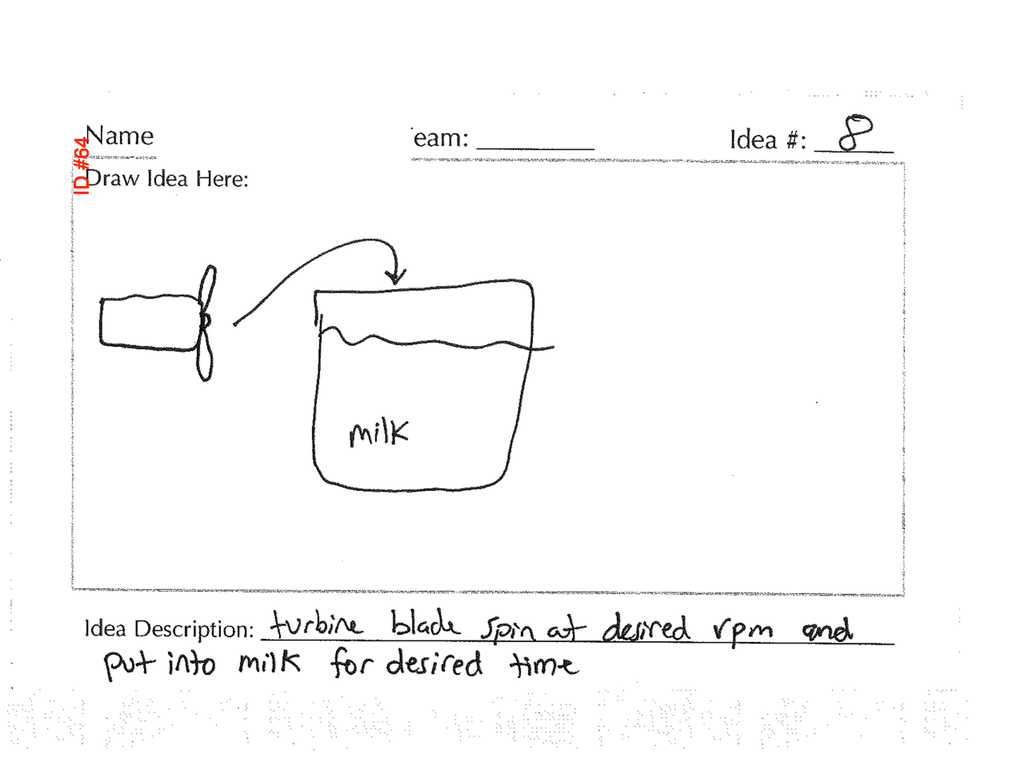 ID #64
Name eam: Idea #: 8
Draw Idea Here:
milk
Idea Description: turbine blade spin at desired rpm and
put into milk for desired time